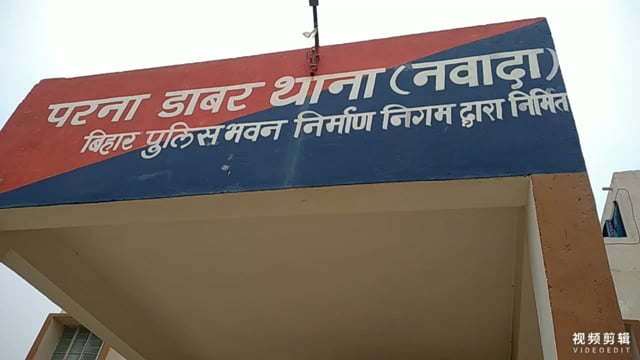 परना डाबर थाना (नवादा)
बिहार पुलिस भवन निर्माण निगम द्वारा निर्मित
视频剪辑
VIDEOEDIT